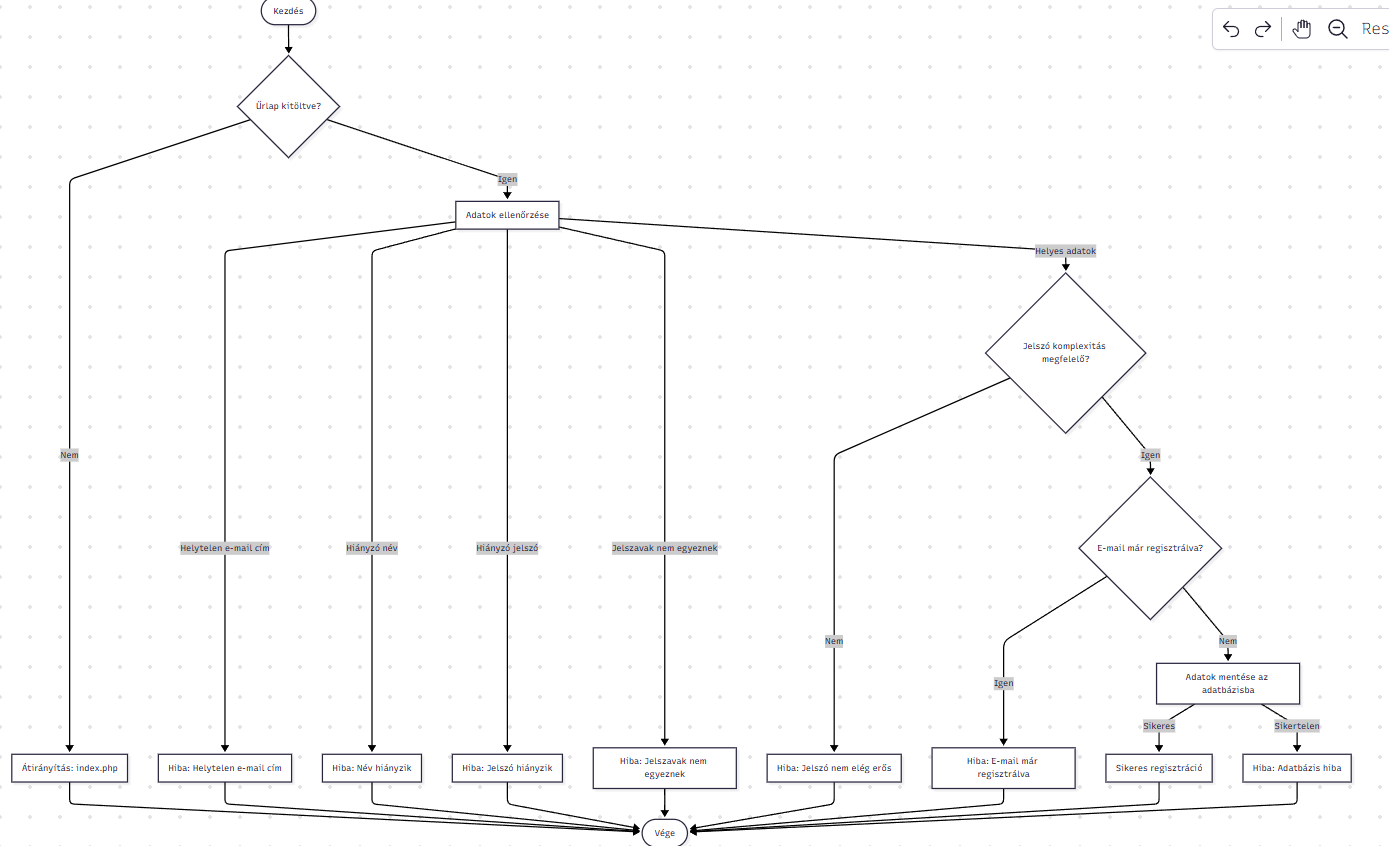 Kezdés
Res
Űrlap kitöltve?
Igen
Adatok ellenőrzése
Helyes adatok
Jelszó komplexitás
megfelelő?
Nem
Igen
Helytelen e-mail cím
Hiányzó név
Hiányzó jelszó
Jelszavak nem egyeznek
E-mail már regisztrálva?
Nem
Nem
Igen
Adatok mentése az
adatbázisba
Sikeres
Sikertelen
Átirányítás: index.php
Hiba: Helytelen e-mail cím
Hiba: Név hiányzik
Hiba: Jelszó hiányzik
Hiba: Jelszavak nem
egyeznek
Hiba: Jelszó nem elég erős
Hiba: E-mail már
regisztrálva
Sikeres regisztráció
Hiba: Adatbázis hiba
Vége